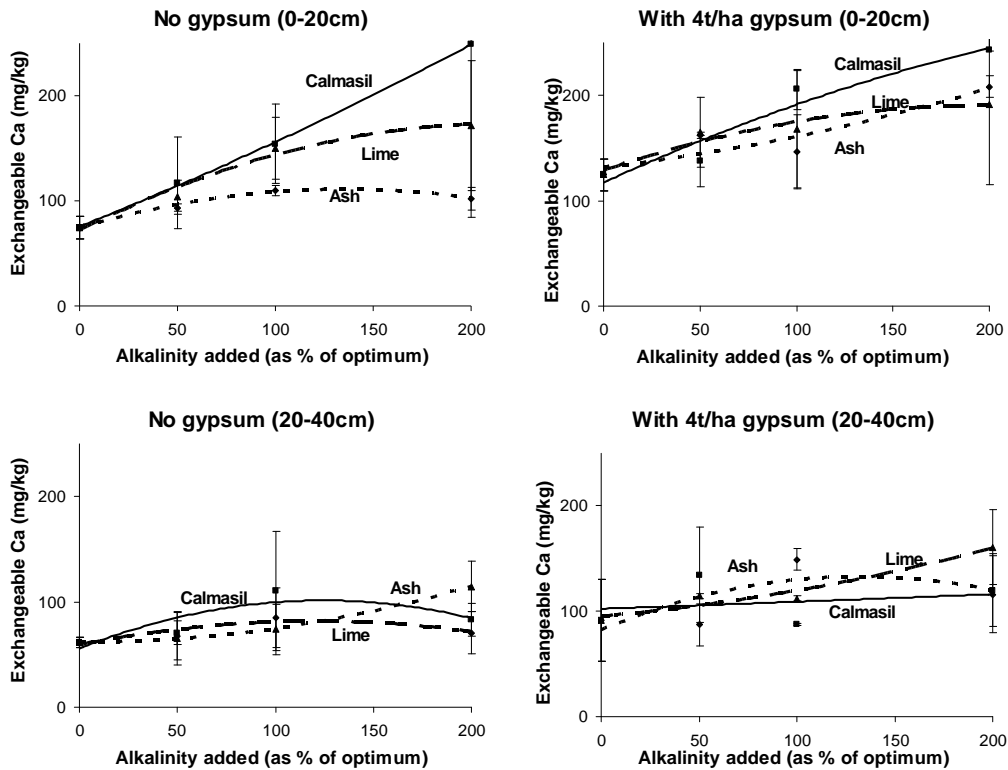 No gypsum (0-20cm)
Exchangeable Ca (mg/kg)
200
100
0
Calmasil
Lime
Ash
0 50 100 150 200
Alkalinity added (as % of optimum)
With 4t/ha gypsum (0-20cm)
Exchangeable Ca (mg/kg)
200
100
0
Calmasil
Lime
Ash
0 50 100 150 200
Alkalinity added (as % of optimum)
No gypsum (20-40cm)
Exchangeable Ca (mg/kg)
200
100
0
Calmasil
Ash
Lime
0 50 100 150 200
Alkalinity added (as % of optimum)
With 4t/ha gypsum (20-40cm)
Exchangeable Ca (mg/kg)
200
100
0
Ash
Lime
Calmasil
0 50 100 150 200
Alkalinity added (as % of optimum)